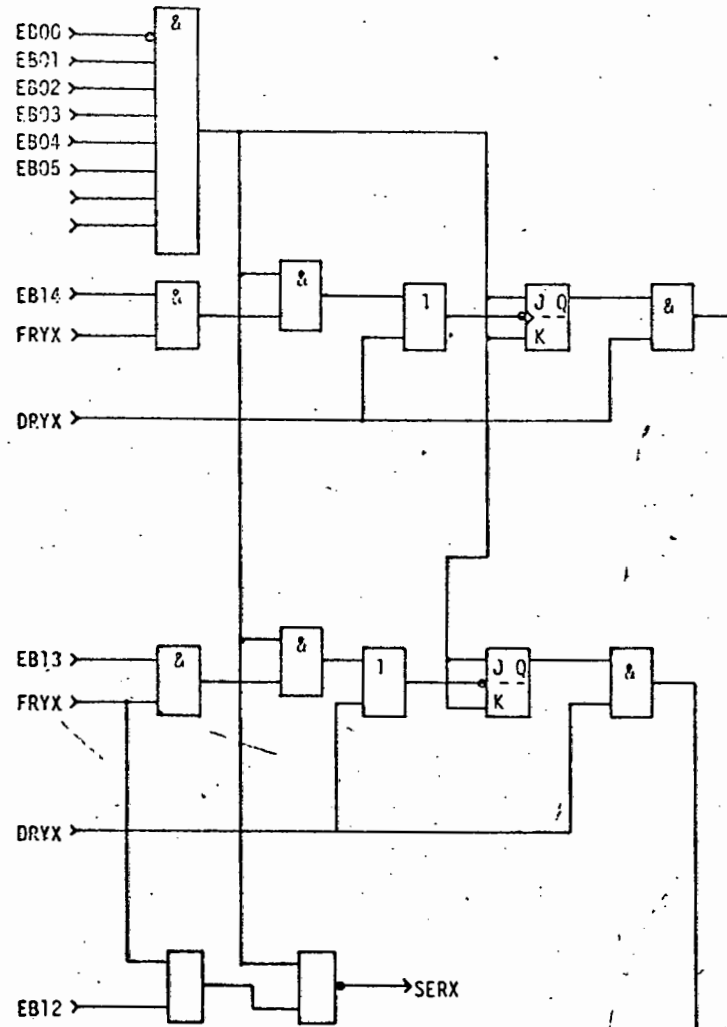 EB00
&
EB01
EB02
EB03
EB04
EB05
EB14
&
&
1
J Q
K
&
FRYX
DRYX
EB13
&
&
1
J Q
K
&
FRYX
DRYX
SERX
EB12